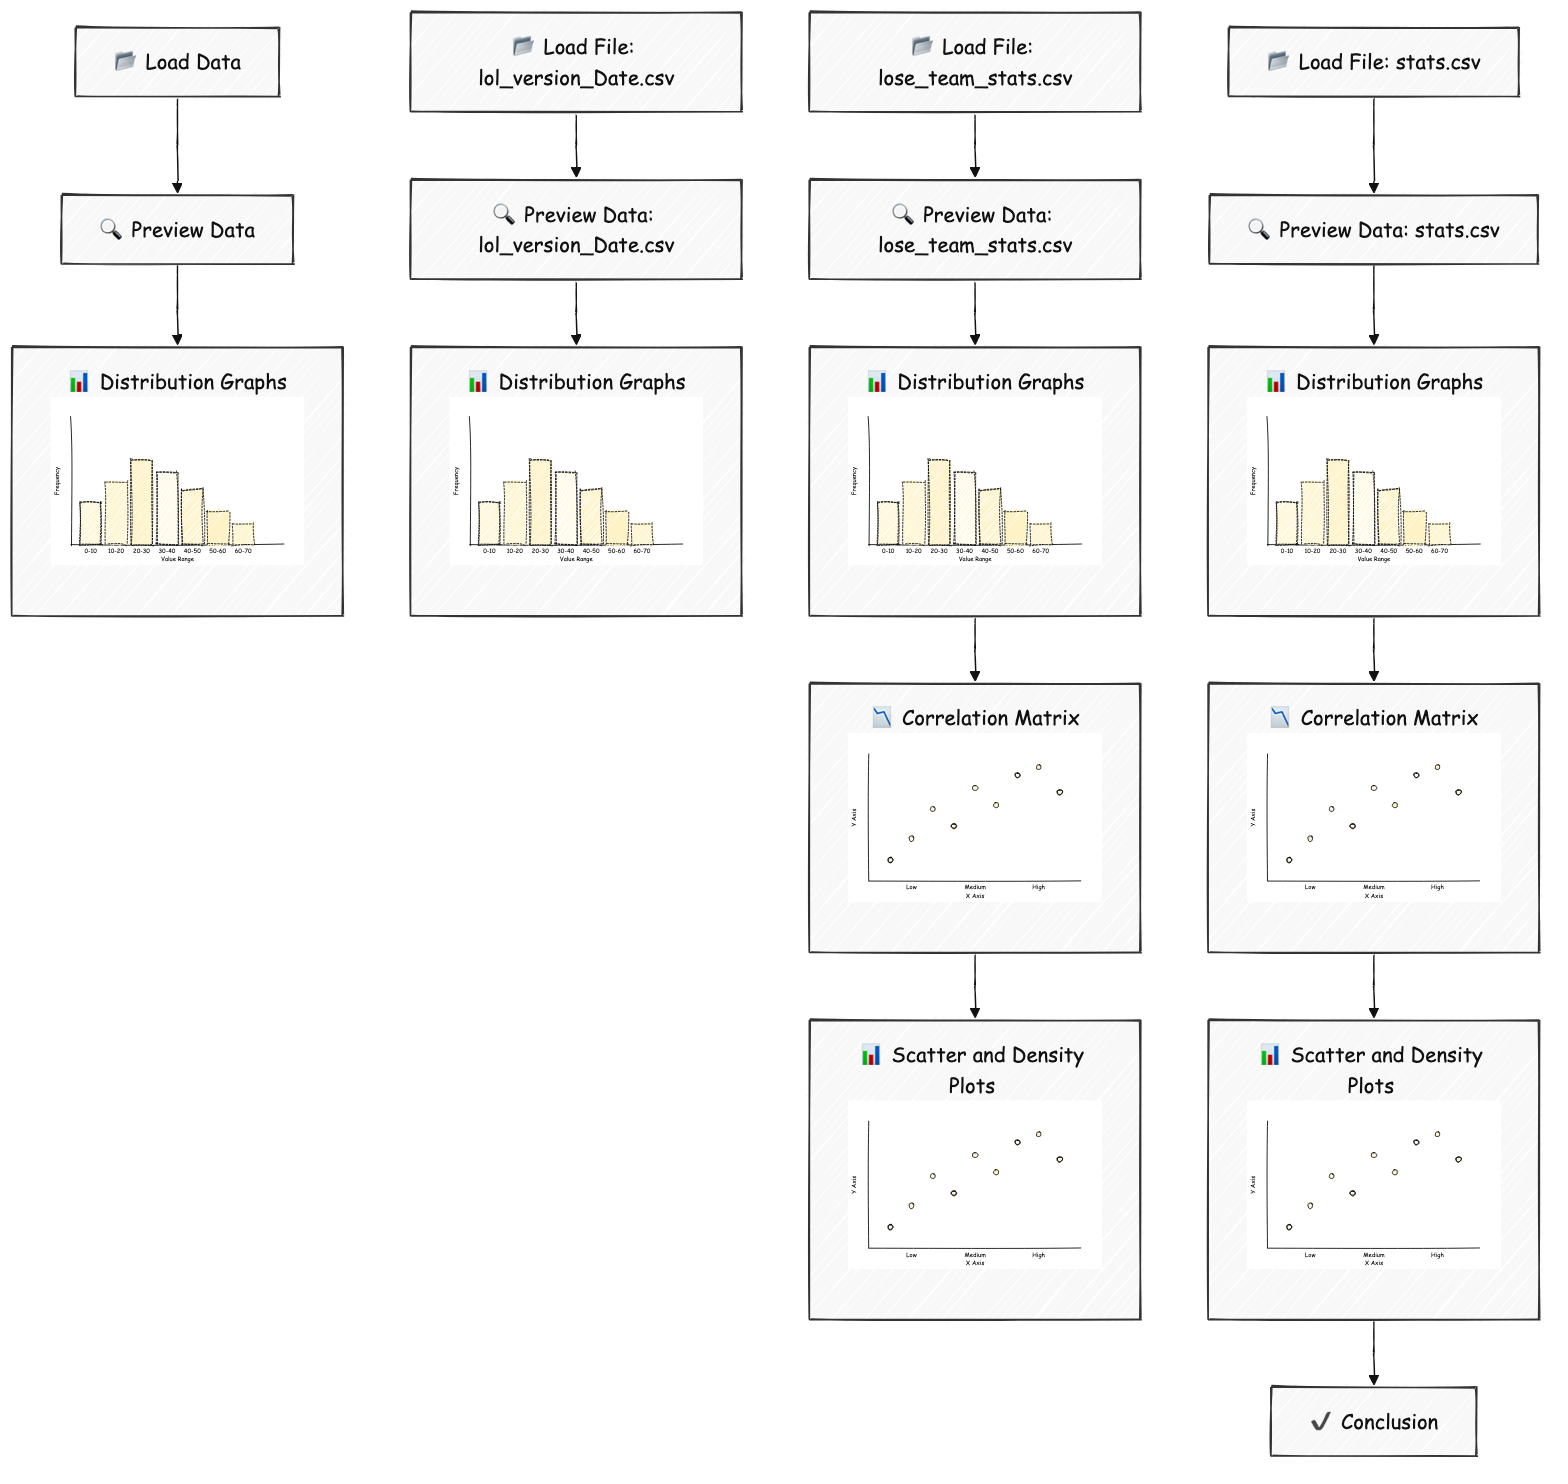 Load Data
Preview Data
Distribution Graphs
Frequency
0-10 10-20 20-30 30-40 40-50 50-60 60-70
Value Range
Load File:
lol_version_Date.csv
Preview Data:
lol_version_Date.csv
Distribution Graphs
Frequency
0-10 10-20 20-30 30-40 40-50 50-60 60-70
Value Range
Load File:
lose_team_stats.csv
Preview Data:
lose_team_stats.csv
Distribution Graphs
Frequency
0-10 10-20 20-30 30-40 40-50 50-60 60-70
Value Range
Correlation Matrix
Y Axis
Low Medium High
X Axis
Scatter and Density
Plots
Y Axis
Low Medium High
X Axis
Load File: stats.csv
Preview Data: stats.csv
Distribution Graphs
Frequency
0-10 10-20 20-30 30-40 40-50 50-60 60-70
Value Range
Correlation Matrix
Y Axis
Low Medium High
X Axis
Scatter and Density
Plots
Y Axis
Low Medium High
X Axis
Conclusion